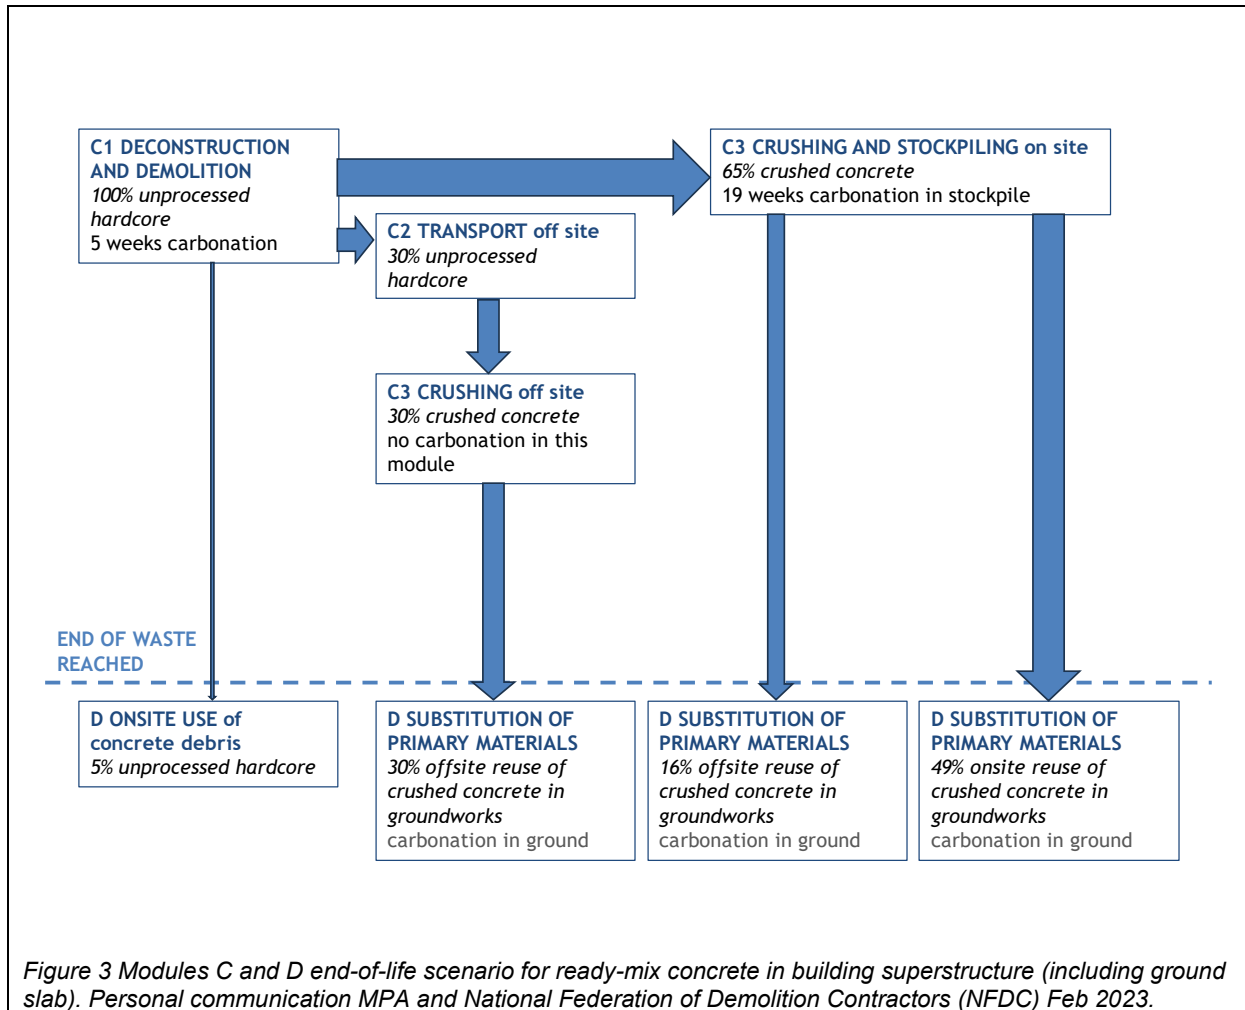 C1 DECONSTRUCTION
AND DEMOLITION
100% unprocessed
hardcore
5 weeks carbonation
C3 CRUSHING AND STOCKPILING on site
65% crushed concrete
19 weeks carbonation in stockpile
C2 TRANSPORT off site
30% unprocessed
hardcore
C3 CRUSHING off site
30% crushed concrete
no carbonation in this
module
END OF WASTE
REACHED
D ONSITE USE of
concrete debris
5% unprocessed hardcore
D SUBSTITUTION OF
PRIMARY MATERIALS
30% offsite reuse of
crushed concrete in
groundworks
carbonation in ground
D SUBSTITUTION OF
PRIMARY MATERIALS
16% offsite reuse of
crushed concrete in
groundworks
carbonation in ground
D SUBSTITUTION OF
PRIMARY MATERIALS
49% onsite reuse of
crushed concrete in
groundworks
carbonation in ground
Figure 3 Modules C and D end-of-life scenario for ready-mix concrete in building superstructure (including ground
slab). Personal communication MPA and National Federation of Demolition Contractors (NFDC) Feb 2023.